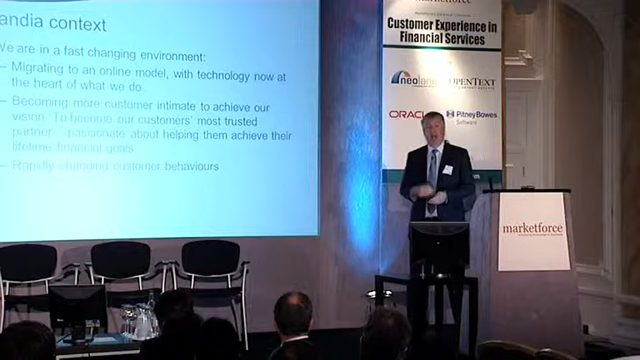 andia context
We are in a fast changing environment:
– Migrating to an online model, with technology now at
the heart of what we do
– Becoming more customer intimate to achieve our
vision 'To become our customers' most trusted
partner passionate about helping them achieve their
lifetime financial goals
– Rapidly changing customer behaviours
marketforce
Customer Experience in
Financial Services
neolane
OPENTEXT
ORACLE
PitneyBowes
Software
marketforce